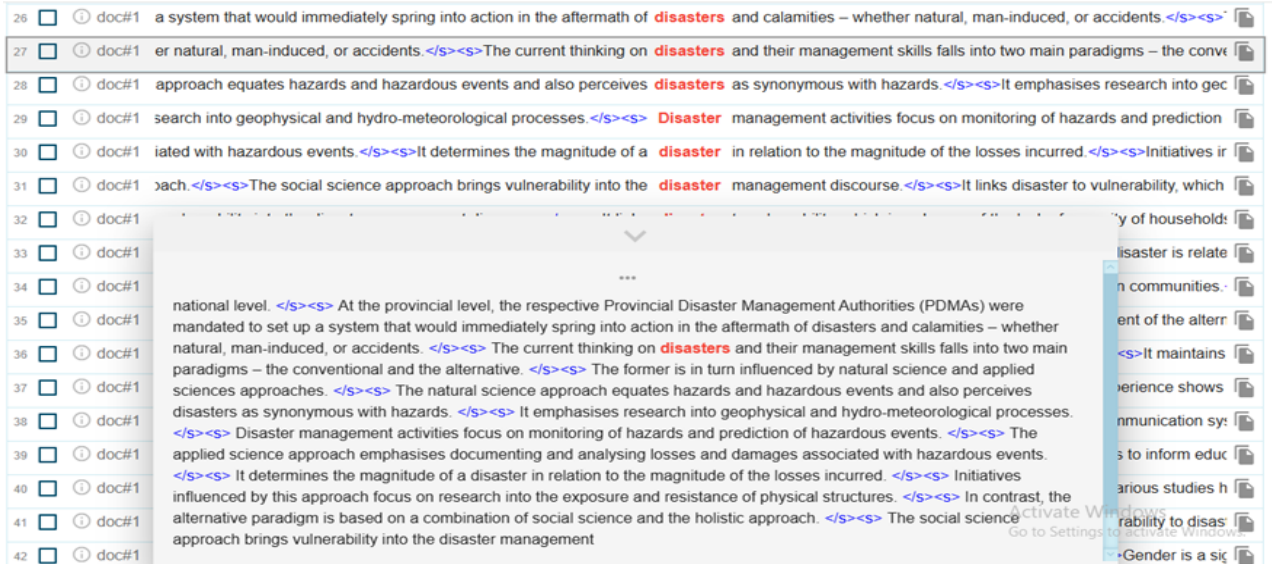 26 doc#1 a system that would immediately spring into action in the aftermath of disasters and calamities – whether natural, man-induced, or accidents.</s><s>
27 doc#1 er natural, man-induced, or accidents.</s><s>The current thinking on disasters and their management skills falls into two main paradigms – the conve
28 doc#1 approach equates hazards and hazardous events and also perceives disasters as synonymous with hazards.</s><s>It emphasises research into geo
29 doc#1 search into geophysical and hydro-meteorological processes.</s><s> Disaster management activities focus on monitoring of hazards and prediction
30 doc#1 iated with hazardous events.</s><s>It determines the magnitude of a disaster in relation to the magnitude of the losses incurred.</s><s>Initiatives ir
31 doc#1 ach.</s><s>The social science approach brings vulnerability into the disaster management discourse.</s><s>It links disaster to vulnerability, which
32 doc#1 y of households
33 doc#1 lisaster is relate
34 doc#1 n communities.
35 doc#1 ent of the altern
36 doc#1 <s>It maintains
37 doc#1 erience shows
38 doc#1 nmunication sys
39 doc#1 s to inform educ
40 doc#1 arious studies h
41 doc#1 rability to disas
42 doc#1 Gender is a sig
...
national level. </s><s> At the provincial level, the respective Provincial Disaster Management Authorities (PDMAs) were
mandated to set up a system that would immediately spring into action in the aftermath of disasters and calamities – whether
natural, man-induced, or accidents. </s><s> The current thinking on disasters and their management skills falls into two main
paradigms – the conventional and the alternative. </s><s> The former is in turn influenced by natural science and applied
sciences approaches. </s><s> The natural science approach equates hazards and hazardous events and also perceives
disasters as synonymous with hazards. </s><s> It emphasises research into geophysical and hydro-meteorological processes.
</s><s> Disaster management activities focus on monitoring of hazards and prediction of hazardous events. </s><s> The
applied science approach emphasises documenting and analysing losses and damages associated with hazardous events.
</s><s> It determines the magnitude of a disaster in relation to the magnitude of the losses incurred. </s><s> Initiatives
influenced by this approach focus on research into the exposure and resistance of physical structures. </s><s> In contrast, the
alternative paradigm is based on a combination of social science and the holistic approach. </s><s> The social science
approach brings vulnerability into the disaster management
Activate Windows
Go to Settings to activate Windows.